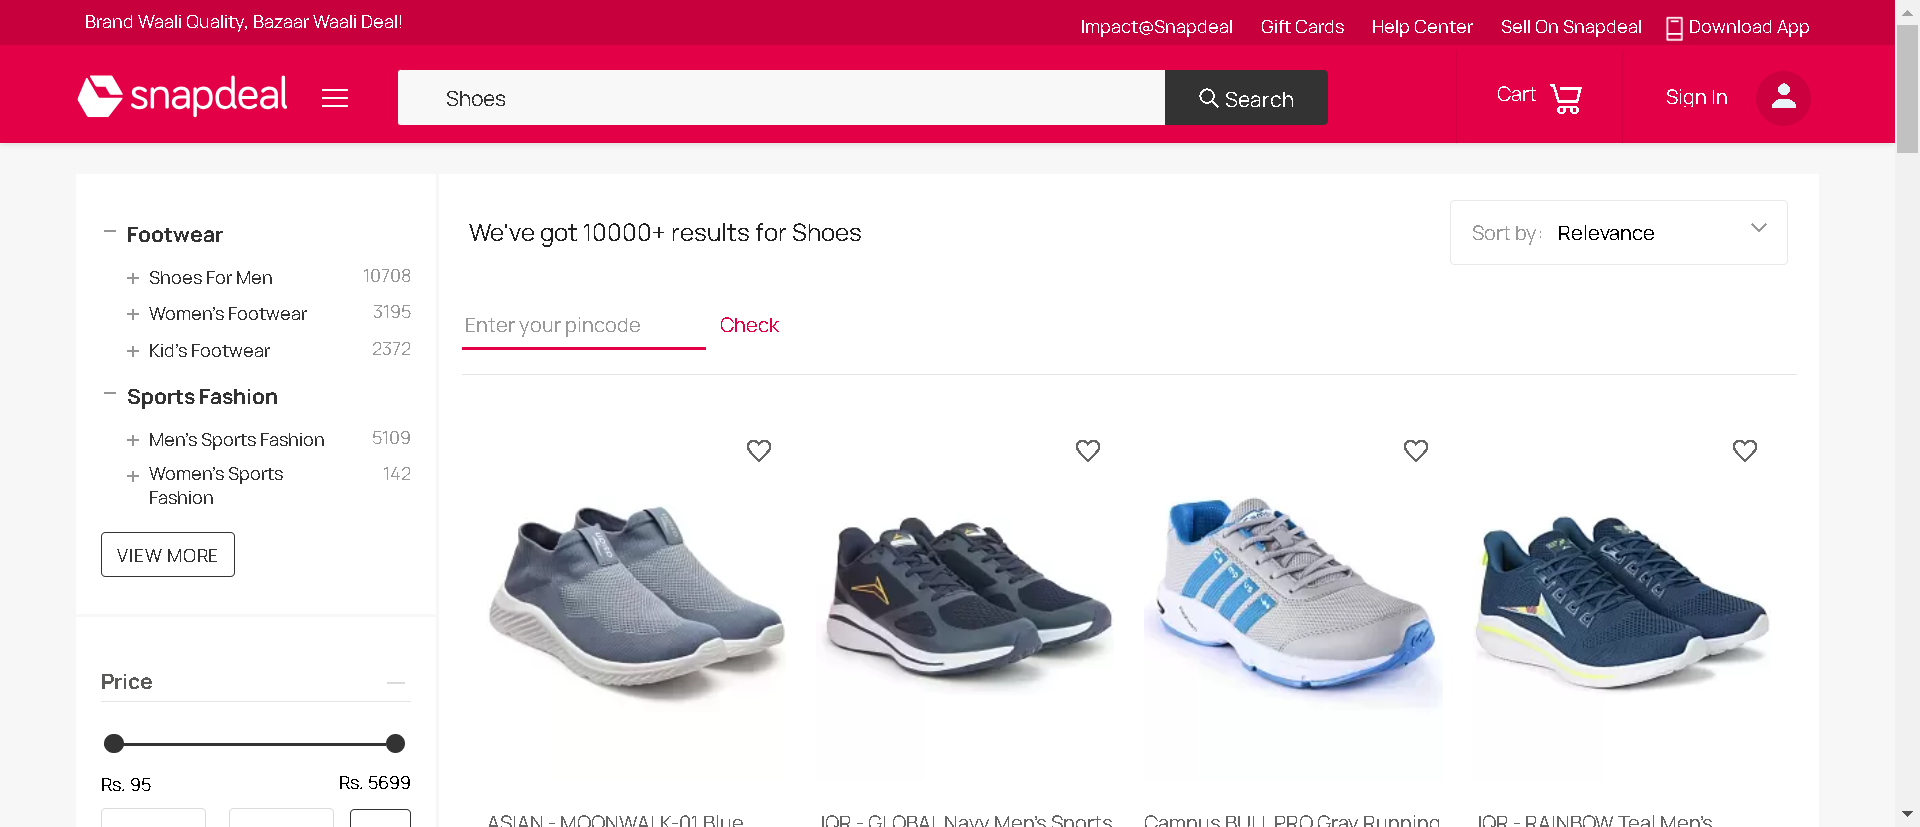 Brand Waali Quality, Bazaar Waali Deal!
Impact@Snapdeal Gift Cards Help Center Sell On Snapdeal Download App
snapdeal Shoes Search Cart Sign In
Footwear
Shoes For Men 10708
Women's Footwear 3195
Kid's Footwear 2372
Sports Fashion
Men's Sports Fashion 5109
Women's Sports Fashion 142
VIEW MORE
Price
Rs. 95 Rs. 5699
We've got 10000+ results for Shoes
Sort by: Relevance
Enter your pincode Check
ASIAN - MOONWALK-01 Blue
JQR - GLOBAL Navy Men's Sports
Campus BULL PRO Gray Running
JQR - RAINBOW Teal Men's